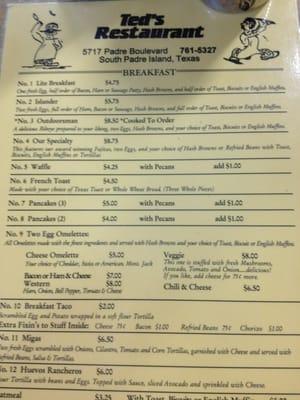 Ted's
Restaurant
5717 Padre Boulevard 761-5327
South Padre Island, Texas
BREAKFAST
No. 1 Lite Breakfast $4.75
One fresh Egg, half order of Bacon, Ham or Sausage Patty, Hash Browns, and half order of Toast, Biscuits or English Muffins.
No. 2 Islander $5.75
Two fresh Eggs, full order of Ham, Bacon or Sausage, Hash Browns, and full order of Toast, Biscuits or English Muffins.
*No. 3 Outdoorsman $8.50 *Cooked To Order
A delicious Ribeye prepared to your liking, two Eggs, Hash Browns, and your choice of Toast, Biscuits or English Muffins.
No. 4 Our Specialty $8.75
This features our award winning Fajitas, two Eggs, and your choice of Hash Browns or Refried Beans with Toast,
Biscuits, English Muffins or Tortillas
No. 5 Waffle $4.25 with Pecans add $1.00
No. 6 French Toast $4.50
Made with your choice of Texas Toast or Whole Wheat Bread. (Three Whole Pieces)
No. 7 Pancakes (3) $5.00 with Pecans add $1.00
No. 8 Pancakes (2) $4.00 with Pecans add $1.00
No. 9 Two Egg Omelettes:
All Omelettes made with the finest ingredients and served with Hash Browns and your choice of Toast, Biscuits or English Muffins.
Cheese Omelette $5.00
Your choice of Cheddar, Swiss or American, Mont. Jack
Bacon or Ham & Cheese $7.00
Western $8.00
Ham, Onion, Bell Pepper, Tomato & Cheese
Veggie $8.00
This one is stuffed with fresh Mushrooms,
Avocado, Tomato and Onion.....delicious!
If you like, add cheese for 75¢ more.
Chili & Cheese $6.50
No. 10 Breakfast Taco $2.00
Scrambled Egg and Potato wrapped in a soft flour Tortilla
Extra Fixin's to Stuff Inside: Cheese 75¢ Bacon $1.00 Refried Beans 75¢ Chorizo $1.00
No. 11 Migas $6.50
Two fresh Eggs scrambled with Onions, Cilantro, Tomato and Corn Tortillas, garnished with Cheese and served with
Refried Beans, Salsa & Tortillas.
No. 12 Huevos Rancheros $6.00
flour Tortilla with beans and Eggs. Topped with Sauce, sliced Avocado and sprinkled with Cheese.
Oatmeal $3.25 With Toast, Biscuits or English Muffins